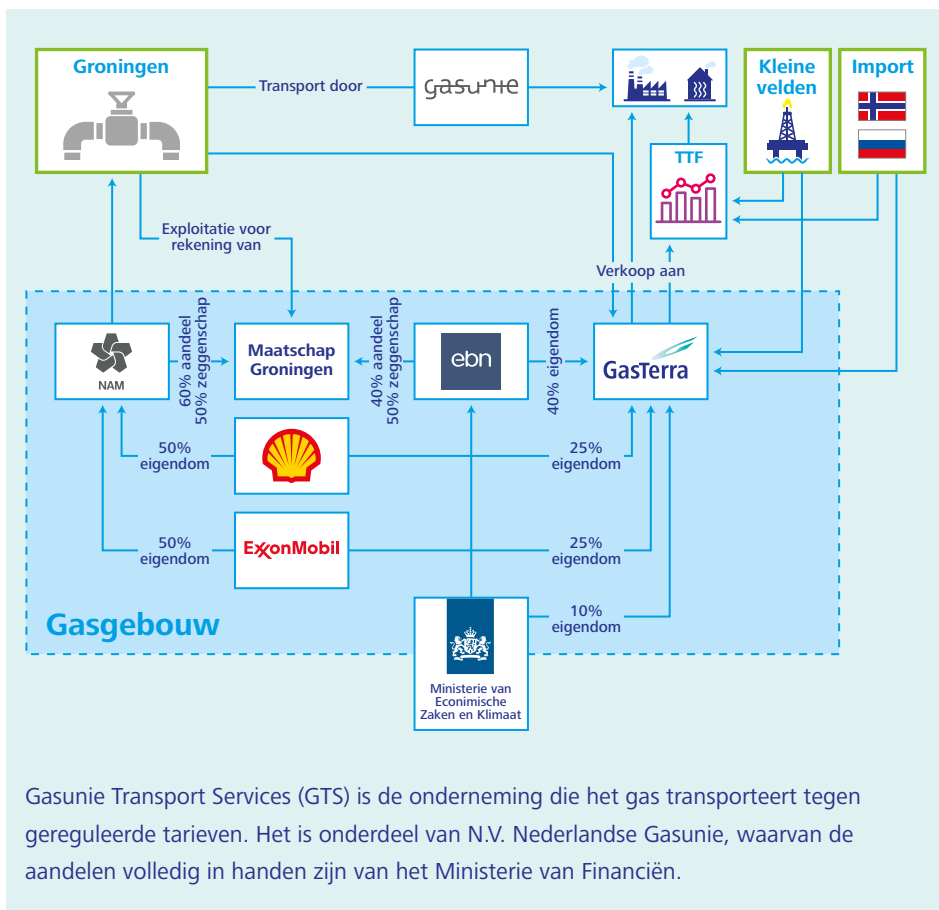 Groningen
Transport door
gasunie
Kleine
velden
Import
TTF
Exploitatie voor
rekening van
Verkoop aan
NAM
60% aandeel
50% zeggenschap
Maatschap
Groningen
40% aandeel
50% zeggenschap
ebn
40% eigendom
GasTerra
50%
eigendom
25%
eigendom
50%
eigendom
ExxonMobil
25%
eigendom
Gasgebouw
10%
eigendom
Ministerie van
Econimische
Zaken en Klimaat
Gasunie Transport Services (GTS) is de onderneming die het gas transporteert tegen
gereguleerde tarieven. Het is onderdeel van N.V. Nederlandse Gasunie, waarvan de
aandelen volledig in handen zijn van het Ministerie van Financiën.